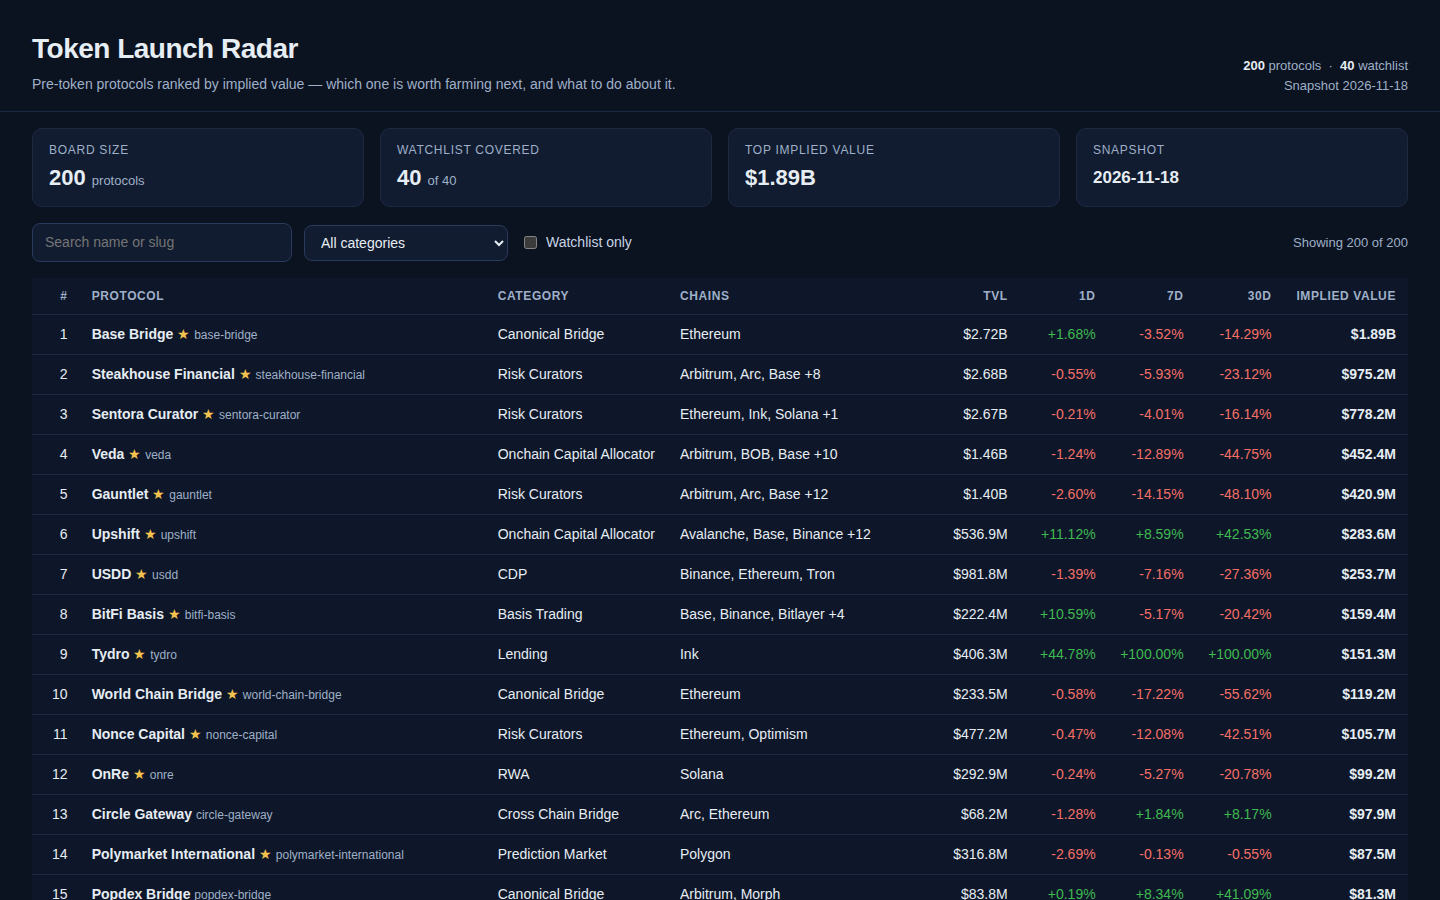 Token Launch Radar
Pre-token protocols ranked by implied value — which one is worth farming next, and what to do about it.
200 protocols · 40 watchlist
Snapshot 2026-11-18
BOARD SIZE
200 protocols
WATCHLIST COVERED
40 of 40
TOP IMPLIED VALUE
$1.89B
SNAPSHOT
2026-11-18
Search name or slug
All categories
Watchlist only
Showing 200 of 200
# PROTOCOL CATEGORY CHAINS TVL 1D 7D 30D IMPLIED VALUE
1 Base Bridge ★ base-bridge Canonical Bridge Ethereum $2.72B +1.68% -3.52% -14.29% $1.89B
2 Steakhouse Financial ★ steakhouse-financial Risk Curators Arbitrum, Arc, Base +8 $2.68B -0.55% -5.93% -23.12% $975.2M
3 Sentora Curator ★ sentora-curator Risk Curators Ethereum, Ink, Solana +1 $2.67B -0.21% -4.01% -16.14% $778.2M
4 Veda ★ veda Onchain Capital Allocator Arbitrum, BOB, Base +10 $1.46B -1.24% -12.89% -44.75% $452.4M
5 Gauntlet ★ gauntlet Risk Curators Arbitrum, Arc, Base +12 $1.40B -2.60% -14.15% -48.10% $420.9M
6 Upshift ★ upshift Onchain Capital Allocator Avalanche, Base, Binance +12 $536.9M +11.12% +8.59% +42.53% $283.6M
7 USDD ★ usdd CDP Binance, Ethereum, Tron $981.8M -1.39% -7.16% -27.36% $253.7M
8 BitFi Basis ★ bitfi-basis Basis Trading Base, Binance, Bitlayer +4 $222.4M +10.59% -5.17% -20.42% $159.4M
9 Tydro ★ tydro Lending Ink $406.3M +44.78% +100.00% +100.00% $151.3M
10 World Chain Bridge ★ world-chain-bridge Canonical Bridge Ethereum $233.5M -0.58% -17.22% -55.62% $119.2M
11 Nonce Capital ★ nonce-capital Risk Curators Ethereum, Optimism $477.2M -0.47% -12.08% -42.51% $105.7M
12 OnRe ★ onre RWA Solana $292.9M -0.24% -5.27% -20.78% $99.2M
13 Circle Gateway circle-gateway Cross Chain Bridge Arc, Ethereum $68.2M -1.28% +1.84% +8.17% $97.9M
14 Polymarket International ★ polymarket-international Prediction Market Polygon $316.8M -2.69% -0.13% -0.55% $87.5M
15 Popdex Bridge popdex-bridge Canonical Bridge Arbitrum, Morph $83.8M +0.19% +8.34% +41.09% $81.3M